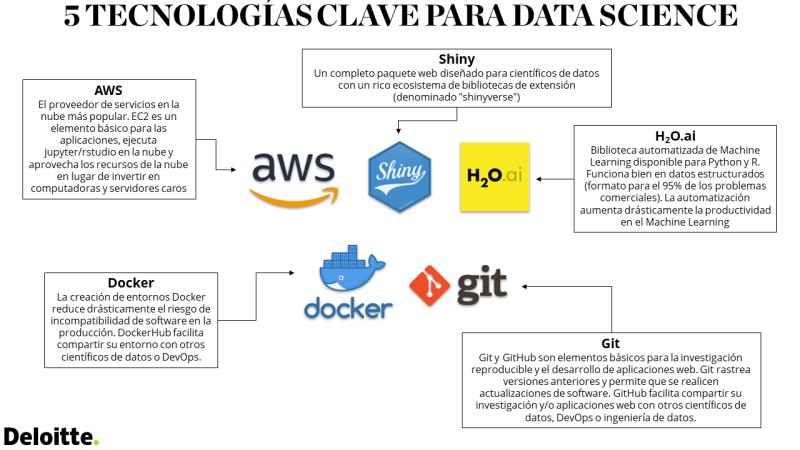 5 TECNOLOGÍAS CLAVE PARA DATA SCIENCE
Shiny
Un completo paquete web diseñado para científicos de datos
con un rico ecosistema de bibliotecas de extensión
(denominado "shinyverse")
AWS
El proveedor de servicios en la
nube más popular. EC2 es un
elemento básico para las
aplicaciones, ejecuta
jupyter/rstudio en la nube y
aprovecha los recursos de la nube
en lugar de invertir en
computadoras y servidores caros
H₂O.ai
Biblioteca automatizada de Machine
Learning disponible para Python y R.
Funciona bien en datos estructurados
(formato para el 95% de los problemas
comerciales). La automatización
aumenta drásticamente la productividad
en el Machine Learning
aws
Shiny
H₂O.ai
docker
git
Docker
La creación de entornos Docker
reduce drásticamente el riesgo de
incompatibilidad de software en la
producción. DockerHub facilita
compartir su entorno con otros
científicos de datos o DevOps.
Git
Git y GitHub son elementos básicos para la investigación
reproducible y el desarrollo de aplicaciones web. Git rastrea
versiones anteriores y permite que se realicen
actualizaciones de software. GitHub facilita compartir su
investigación y/o aplicaciones web con otros científicos de
datos, DevOps o ingeniería de datos.
Deloitte.